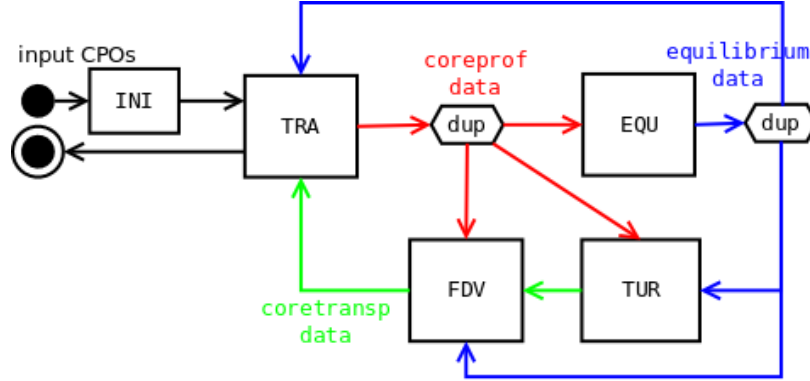 input CPOs
INI
TRA
coreprof
data
dup
EQU
equilibrium
data
dup
FDV
TUR
coretransp
data